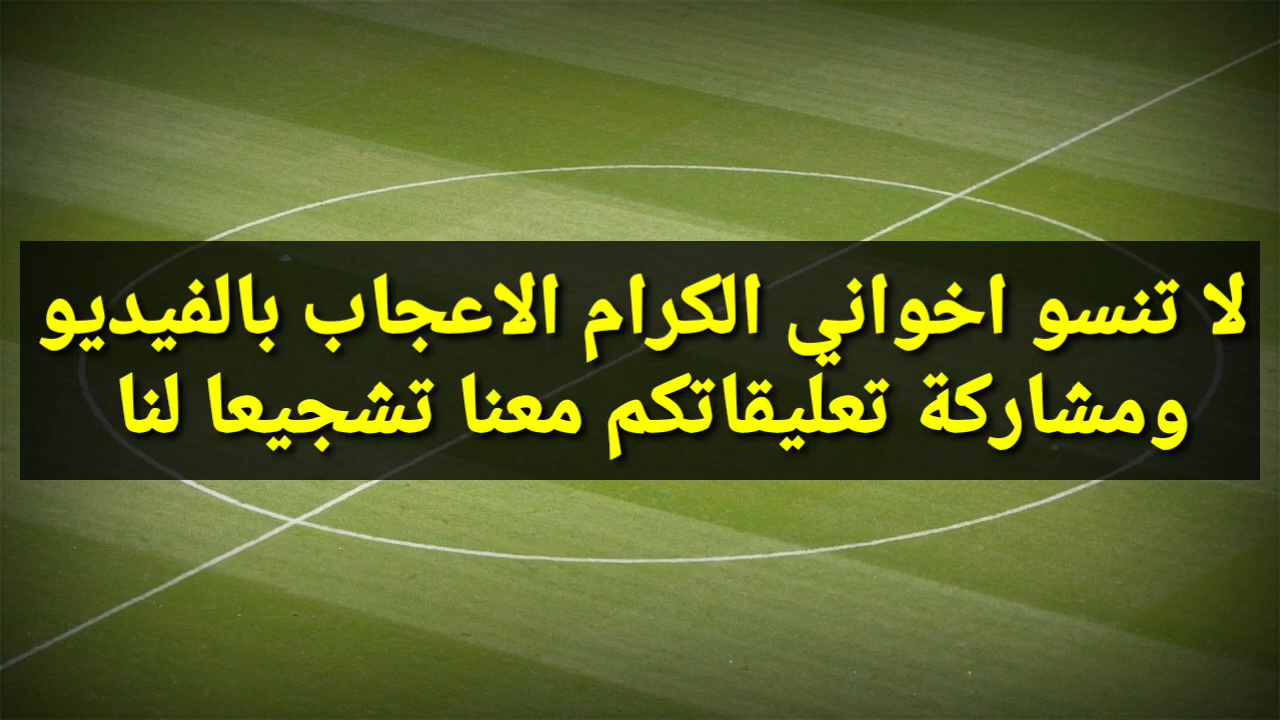 لا تنسو اخواني الكرام الاعجاب بالفيديو
ومشاركة تعليقاتكم معنا تشجيعا لنا